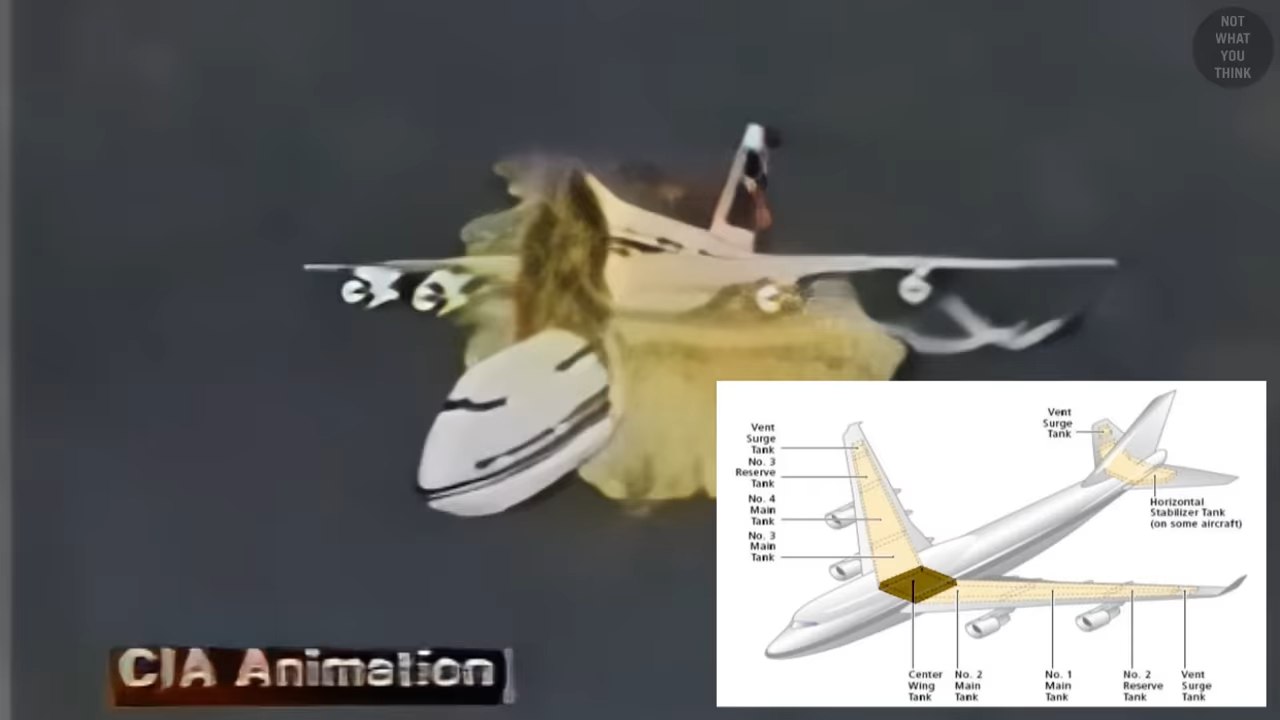 NOT
WHAT
YOU
THINK
CIA Animation
Vent
Surge
Tank
No. 3
Reserve
Tank
No. 4
Main
Tank
No. 3
Main
Tank
Vent
Surge
Tank
Horizontal
Stabilizer Tank
(on some aircraft)
Center
Wing
Tank
No. 2
Main
Tank
No. 1
Main
Tank
No. 2
Reserve
Tank
Vent
Surge
Tank